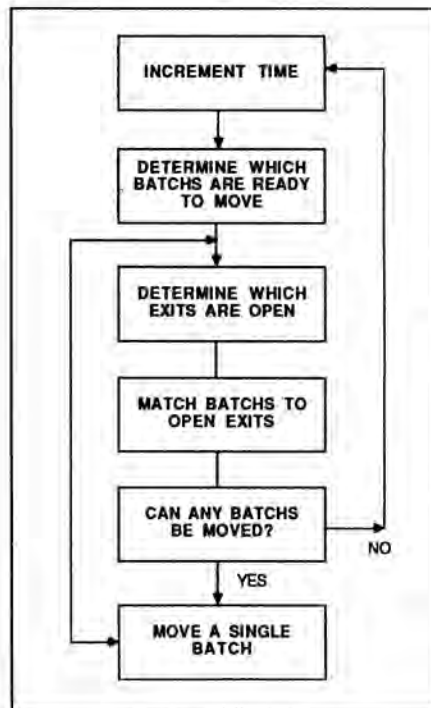 INCREMENT TIME
DETERMINE WHICH
BATCHS ARE READY
TO MOVE
DETERMINE WHICH
EXITS ARE OPEN
MATCH BATCHS TO
OPEN EXITS
CAN ANY BATCHS
BE MOVED?
NO
YES
MOVE A SINGLE
BATCH